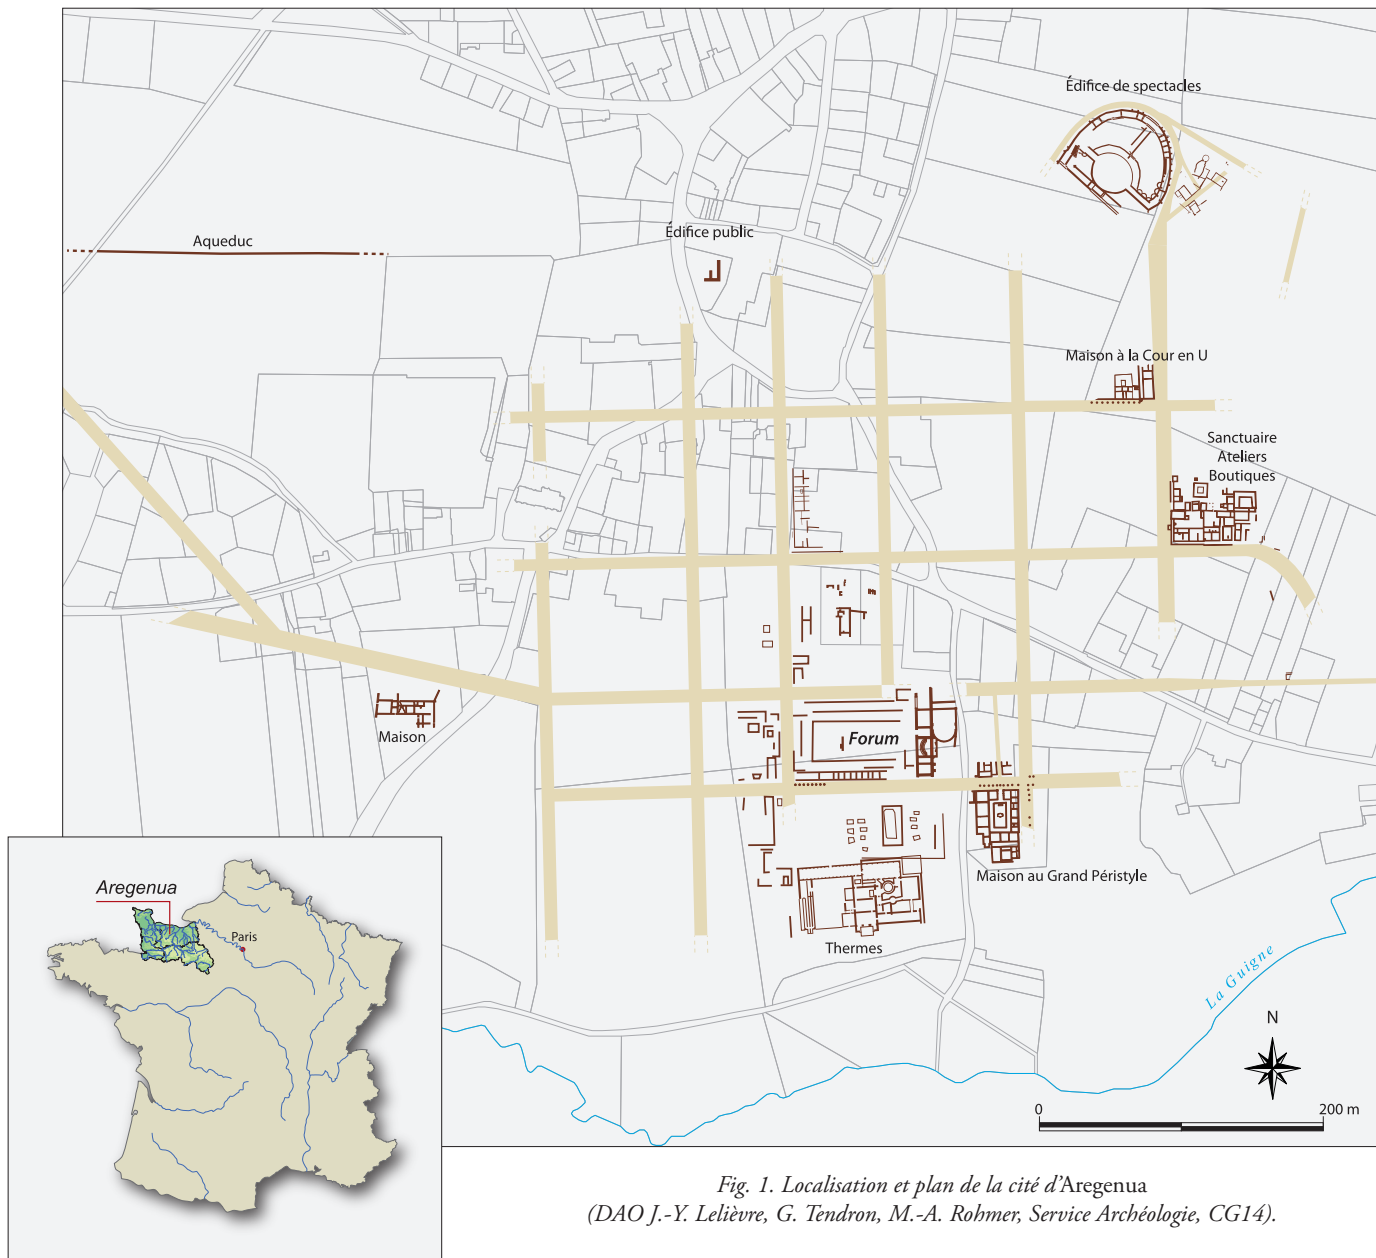 Édifice de spectacles
Aqueduc
Édifice public
Maison à la Cour en U
Sanctuaire
Ateliers
Boutiques
Maison
Forum
Maison au Grand Péristyle
Thermes
La Guigne
N
0 200 m
Aregenua
Paris
Fig. 1. Localisation et plan de la cité d'Aregenua
(DAO J.-Y. Lelièvre, G. Tendron, M.-A. Rohmer, Service Archéologie, CG14).